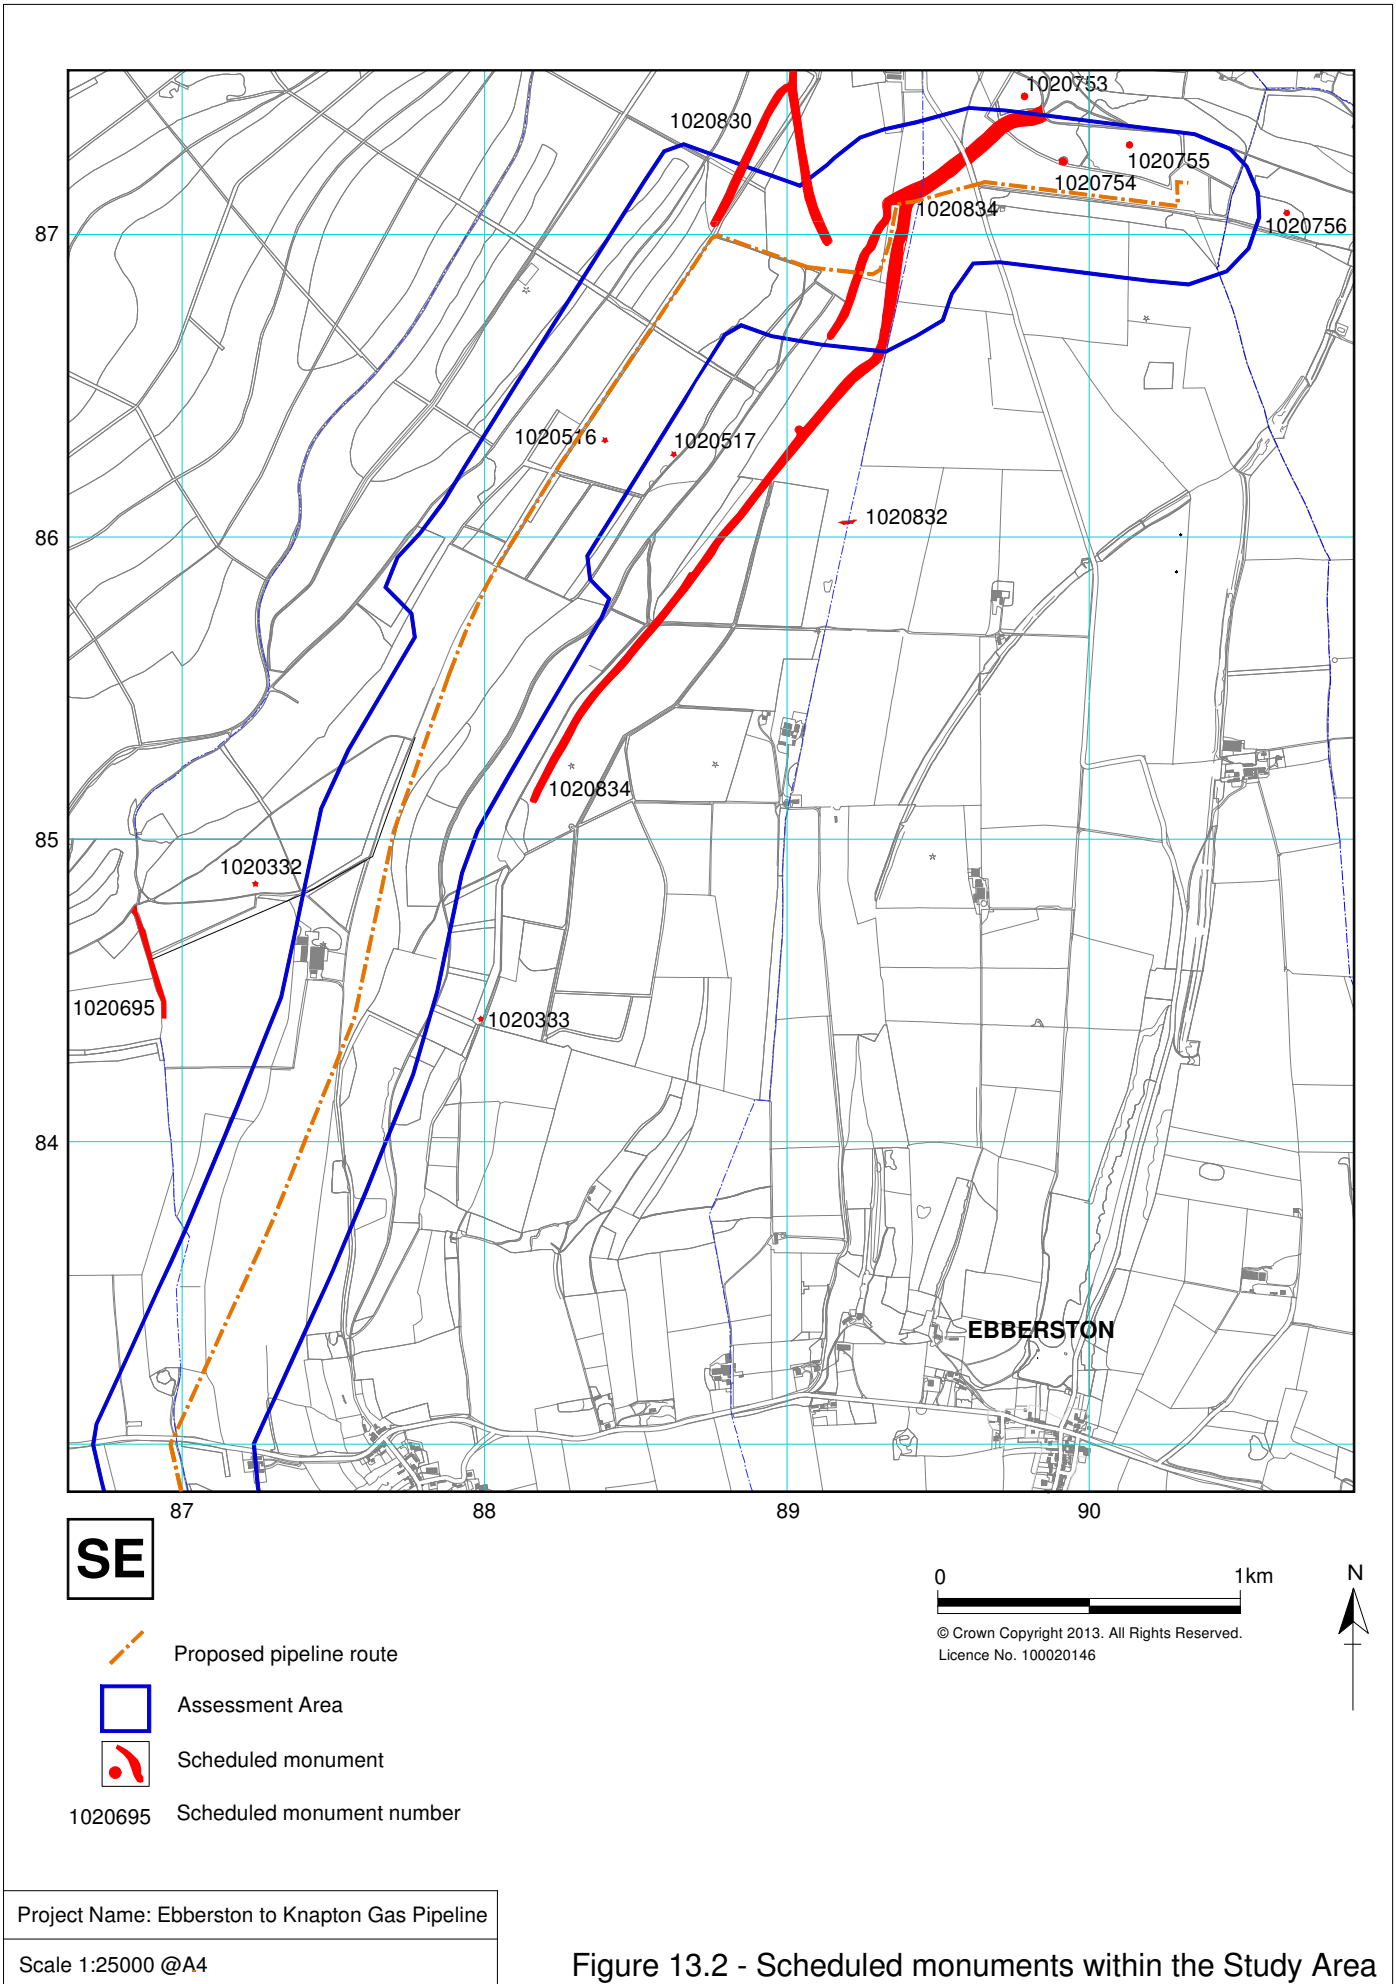 1020753
1020830
1020755
1020754
1020834
1020756
87
1020516
1020517
1020832
86
1020834
85
1020332
1020695
1020333
84
EBBERSTON
87
88
89
90
SE
0
1km
N
© Crown Copyright 2013. All Rights Reserved.
Licence No. 100020146
Proposed pipeline route
Assessment Area
Scheduled monument
1020695 Scheduled monument number
Project Name: Ebberston to Knapton Gas Pipeline
Scale 1:25000 @A4
Figure 13.2 - Scheduled monuments within the Study Area